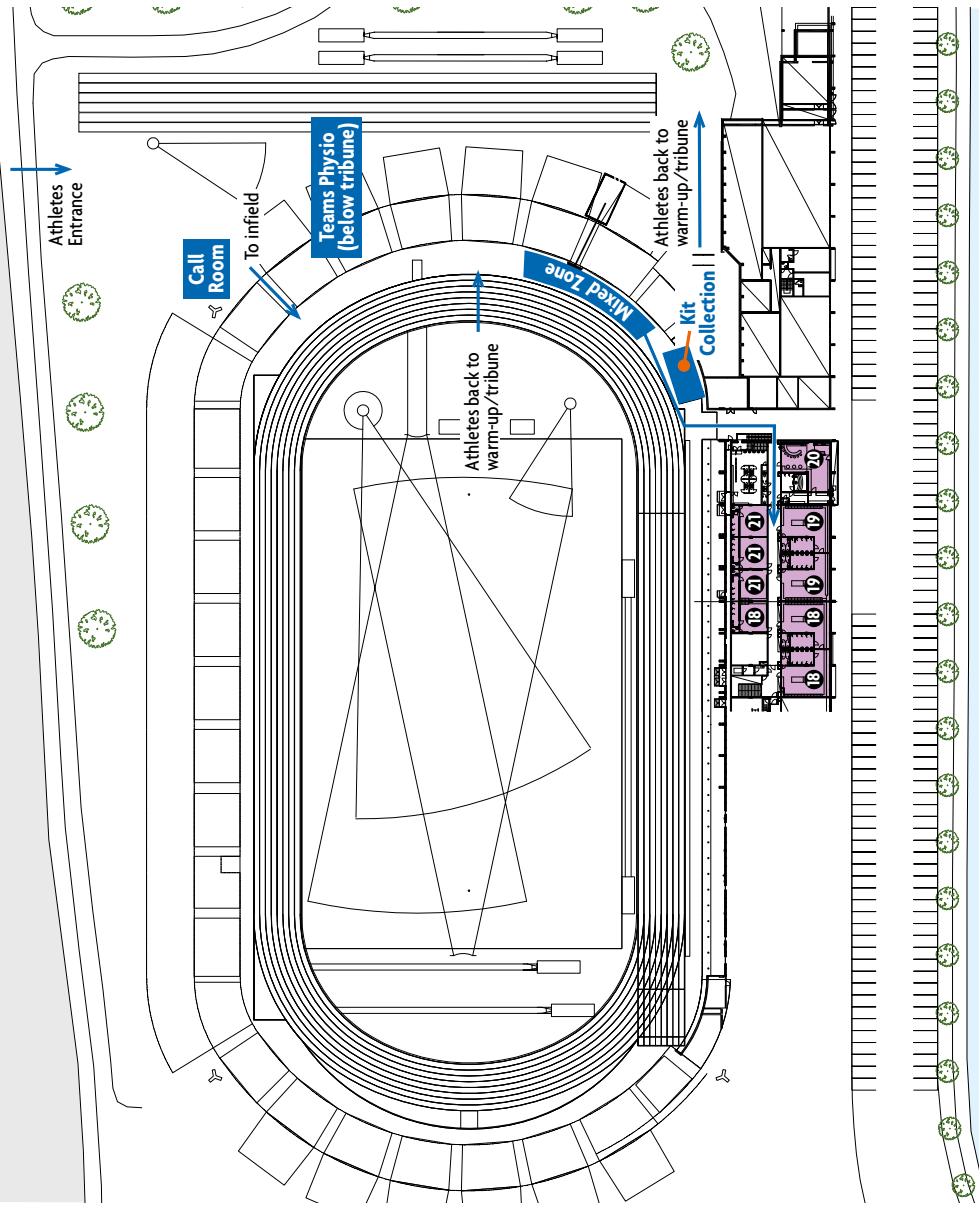 Athletes
Entrance
Call
Room
To infield
Teams Physio
(below tribune)
Mixed Zone
Athletes back to
warm-up/tribune
Kit
Collection
Athletes back to
warm-up/tribune
20
21
21
21
18
19
19
18
18